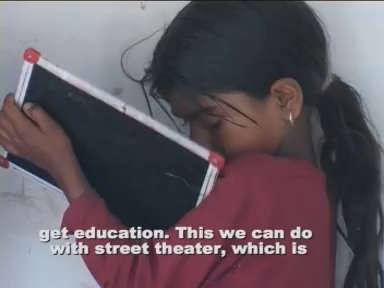 get education. This we can do
with street theater, which is